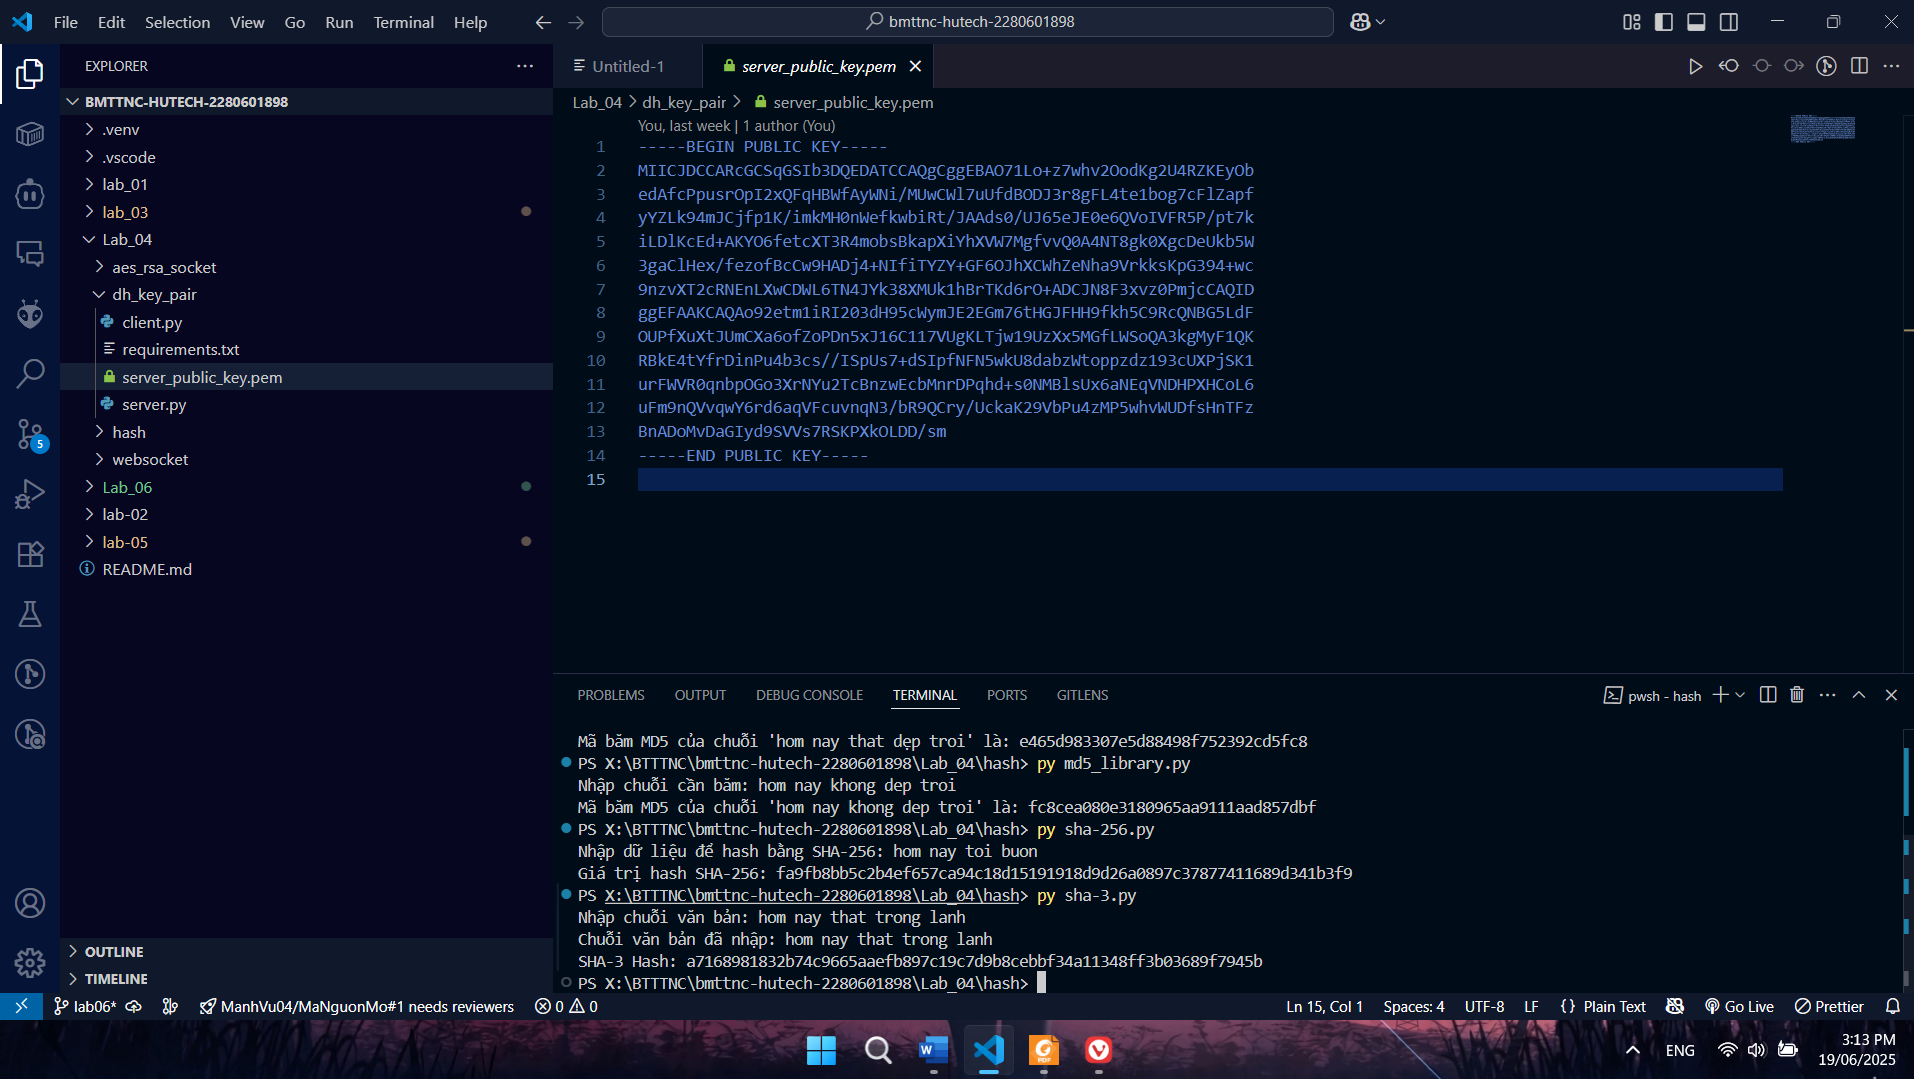 File Edit Selection View Go Run Terminal Help
bmttnc-hutech-2280601898
EXPLORER
BMTTNC-HUTECH-2280601898
.venv
.vscode
lab_01
lab_03
Lab_04
aes_rsa_socket
dh_key_pair
client.py
requirements.txt
server_public_key.pem
server.py
hash
websocket
Lab_06
lab-02
lab-05
README.md
OUTLINE
TIMELINE
5
Untitled-1
server_public_key.pem
Lab_04 > dh_key_pair > server_public_key.pem
You, last week | 1 author (You)
1 -----BEGIN PUBLIC KEY-----
2 MIICJDCCARcGCSqGSIb3DQEDATCCAQgCggEBAO71Lo+z7whv2OodKg2U4RZKEyOb
3 edAfcPpusrOpI2xQFqHBWfAyWNi/MUwCWl7uUfdBODJ3r8gFL4te1bog7cFlZapf
4 yYZLk94mJCjfp1K/imkMH0nWefkwbiRt/JAAds0/UJ65eJE0e6QVoIVFR5P/pt7k
5 iLDlKcEd+AKYO6fetcXT3R4mobsBkapXiYhXVW7MgfvvQ0A4NT8gk0XgcDeUkb5W
6 3gaClHex/fezofBcCw9HADj4+NIfiTYZY+GF6OJhXCWhZeNha9VrkksKpG394+wc
7 9nzvXT2cRNEnLXwCDWL6TN4JYk38XMUk1hBrTKd6rO+ADCJN8F3xvz0PmjcCAQID
8 ggEFAAKCAQAo92etm1iRI203dH95cWymJE2EGm76tHGJFHH9fkh5C9RcQNBG5LdF
9 OUPfXuXtJUmCXa6ofZoPDn5xJ16C117VUgKLTjw19UzXx5MGfLWSoQA3kgMyF1QK
10 RBkE4tYfrDinPu4b3cs//ISpUs7+dSIpfNFN5wkU8dabzWtoppzdz193cUXPjSK1
11 urFWVR0qnbpOGo3XrNYu2TcBnzwEcbMnrDPqhd+s0NMBlsUx6aNEqVNDHPXHCoL6
12 uFm9nQVvqwY6rd6aqVFcuvnqN3/bR9QCry/UckaK29VbPu4zMP5whvWUDfsHnTFz
13 BnADoMvDaGIyd9SVVs7RSKPXkOLDD/sm
14 -----END PUBLIC KEY-----
15
PROBLEMS OUTPUT DEBUG CONSOLE TERMINAL PORTS GITLENS
pwsh - hash
Mã băm MD5 của chuỗi 'hom nay that dẹp troi' là: e465d983307e5d88498f752392cd5fc8
PS X:\BTTTNC\bmttnc-hutech-2280601898\Lab_04\hash> py md5_library.py
Nhập chuỗi cần băm: hom nay khong dep troi
Mã băm MD5 của chuỗi 'hom nay khong dep troi' là: fc8cea080e3180965aa9111aad857dbf
PS X:\BTTTNC\bmttnc-hutech-2280601898\Lab_04\hash> py sha-256.py
Nhập dữ liệu để hash bằng SHA-256: hom nay toi buon
Giá trị hash SHA-256: fa9fb8bb5c2b4ef657ca94c18d15191918d9d26a0897c37877411689d341b3f9
PS X:\BTTTNC\bmttnc-hutech-2280601898\Lab_04\hash> py sha-3.py
Nhập chuỗi văn bản: hom nay that trong lanh
Chuỗi văn bản đã nhập: hom nay that trong lanh
SHA-3 Hash: a7168981832b74c9665aaefb897c19c7d9b8cebbf34a11348ff3b03689f7945b
PS X:\BTTTNC\bmttnc-hutech-2280601898\Lab_04\hash>
lab06* ManhVu04/MaNguonMo#1 needs reviewers 0 0 Ln 15, Col 1 Spaces: 4 UTF-8 LF {} Plain Text Go Live Prettier
ENG
3:13 PM
19/06/2025